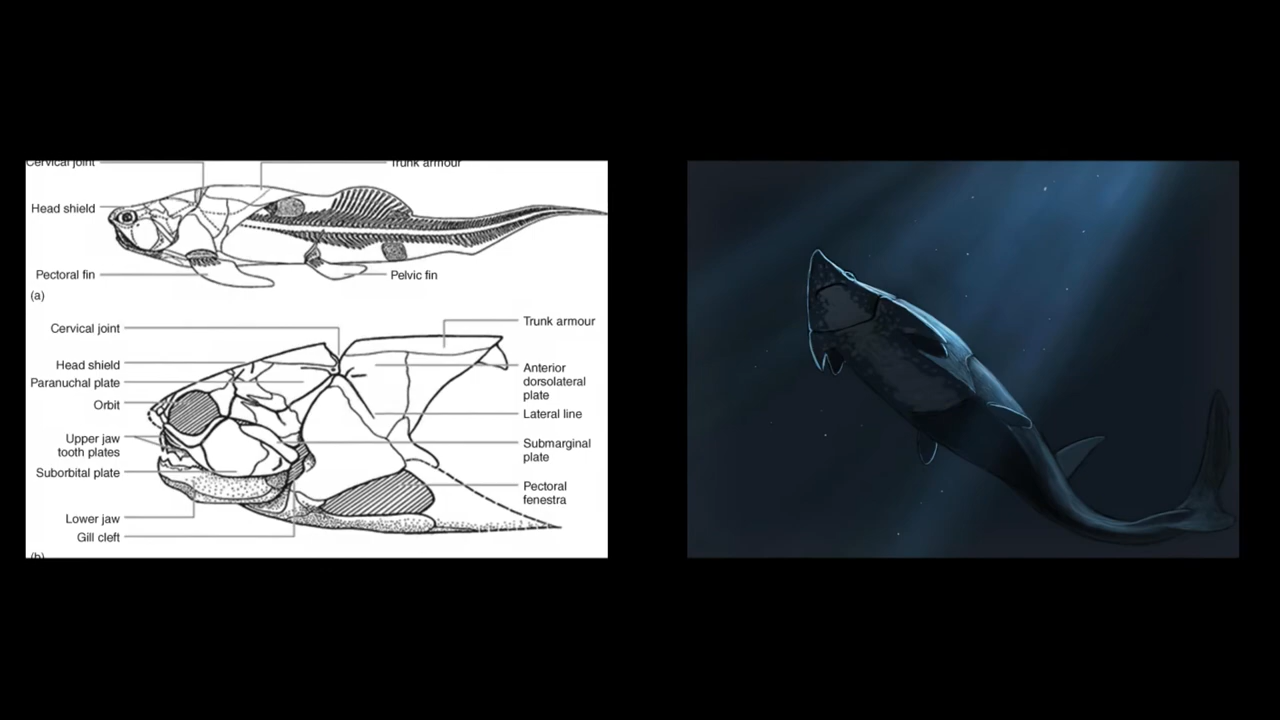 Cervical joint
Trunk armour
Head shield
Pectoral fin
Pelvic fin
(a)
Cervical joint
Trunk armour
Head shield
Anterior
dorsolateral
plate
Paranuchal plate
Orbit
Lateral line
Upper jaw
tooth plates
Submarginal
plate
Suborbital plate
Pectoral
fenestra
Lower jaw
Gill cleft
(b)